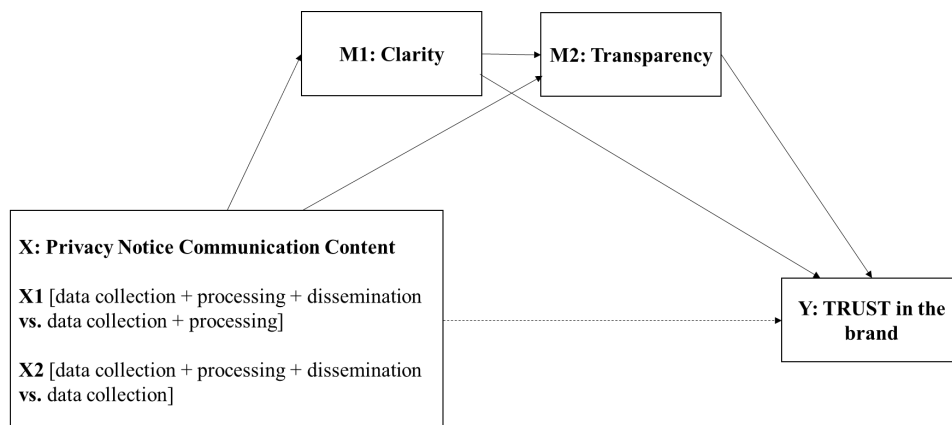 M1: Clarity
M2: Transparency
X: Privacy Notice Communication Content
X1 [data collection + processing + dissemination
vs. data collection + processing]
X2 [data collection + processing + dissemination
vs. data collection]
Y: TRUST in the
brand